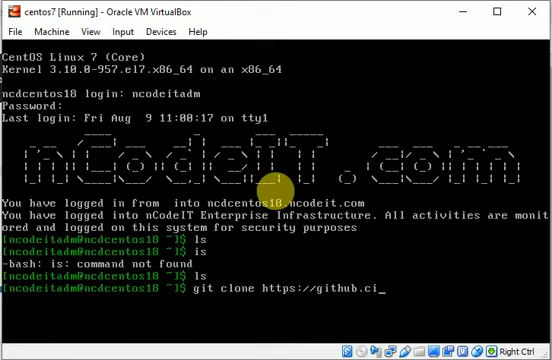 centos7 [Running] - Oracle VM VirtualBox
File Machine View Input Devices Help
CentOS Linux 7 (Core)
Kernel 3.10.0-957.el7.x86_64 on an x86_64
ncdcentos18 login: ncodeitadm
Password:
Last login: Fri Aug  9 11:00:17 on tty1
nCodeIT.com
You have logged in from  into ncdcentos18.ncodeit.com
You have logged into nCodeIT Enterprise Infrastructure. All activities are monit
ored and logged on this system for security purposes
[ncodeitadm@ncdcentos18 ~]$ ls
[ncodeitadm@ncdcentos18 ~]$ is
-bash: is: command not found
[ncodeitadm@ncdcentos18 ~]$ ls
[ncodeitadm@ncdcentos18 ~]$ git clone https://github.ci_
Right Ctrl